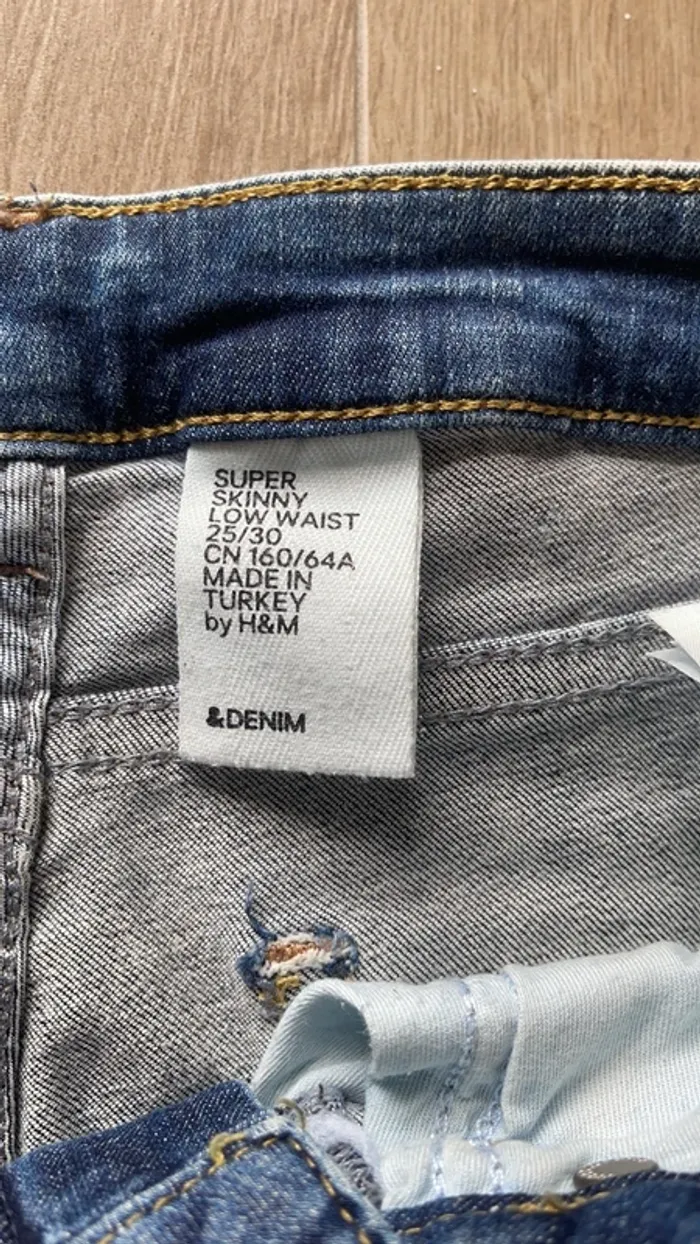 SUPER
SKINNY
LOW WAIST
25/30
CN 160/64A
MADE IN
TURKEY
by H&M
&DENIM